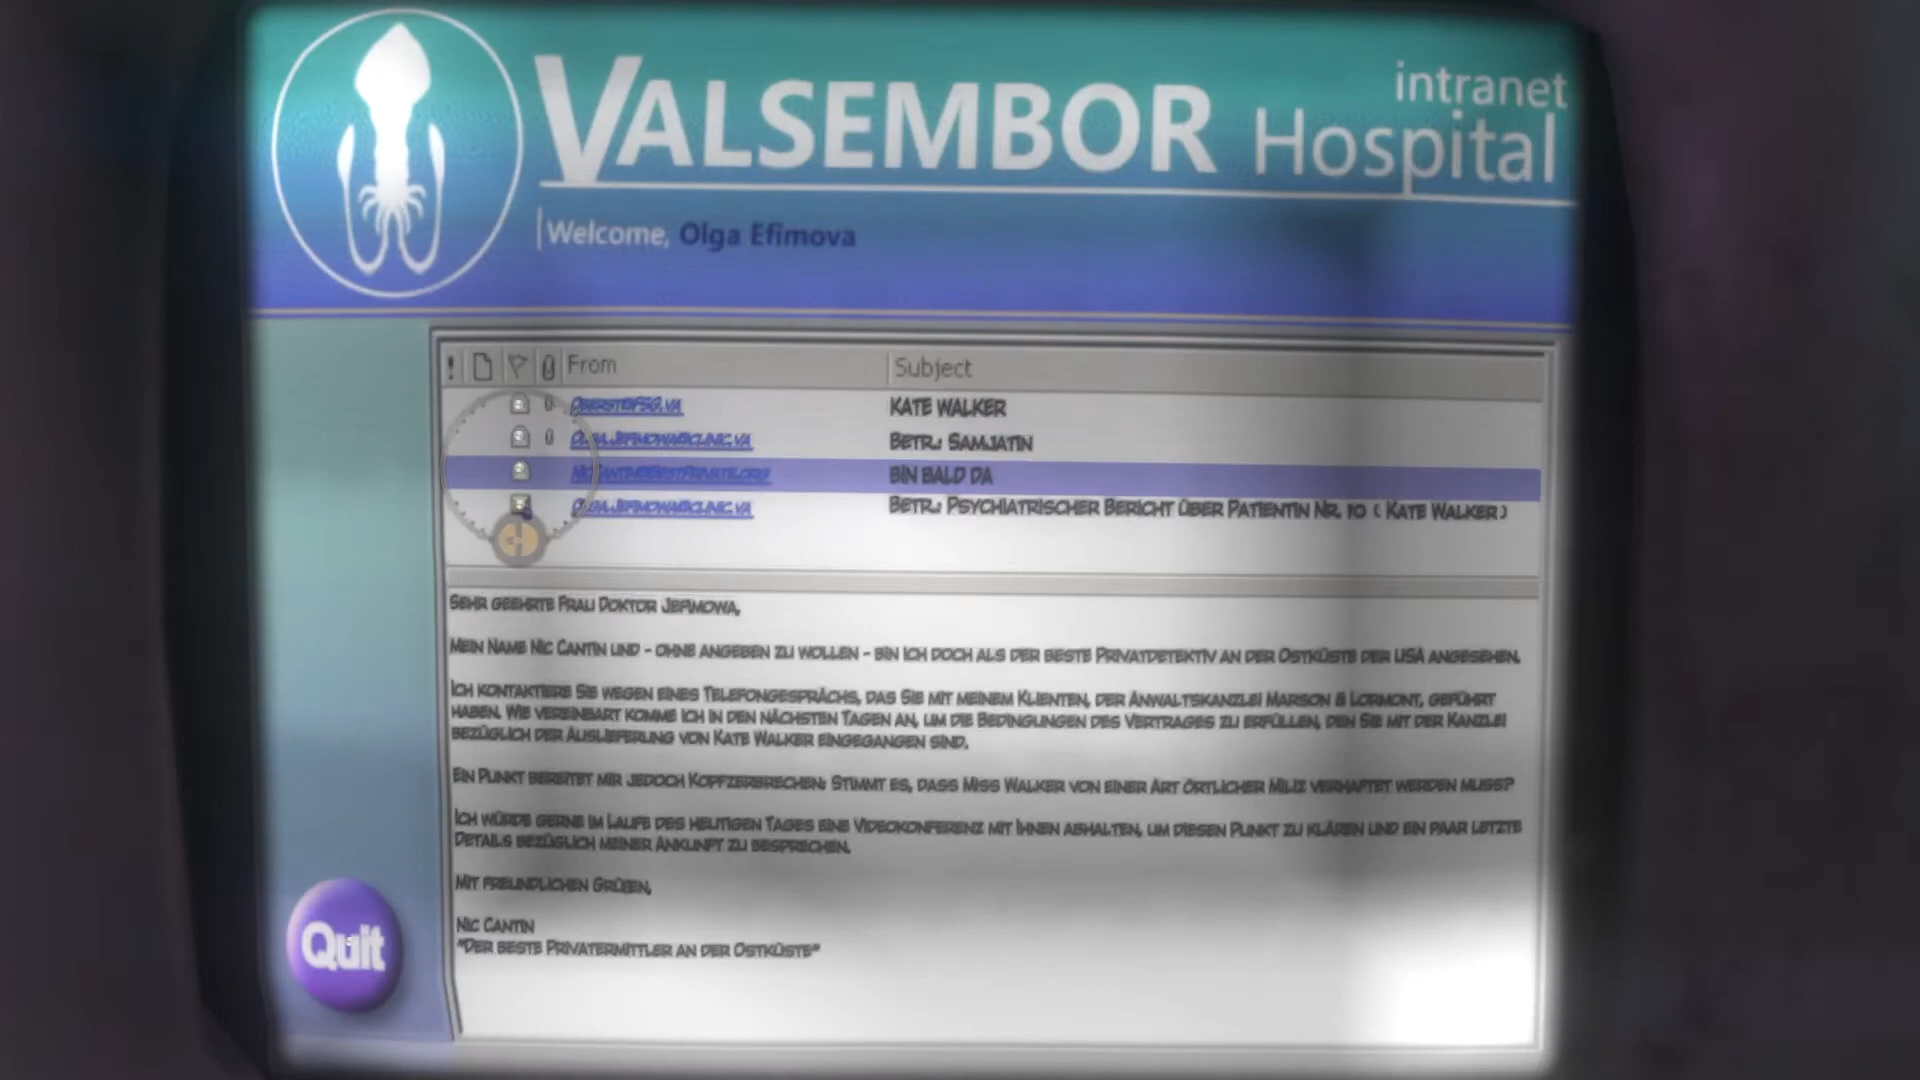 VALSEMBOR intranet Hospital
Welcome, Olga Efimova
! From Subject
KATE WALKER
OLGA.JEFIMOWA@CLINIC.VA BETR.: SAMJATIN
BIN BALD DA
OLGA.JEFIMOWA@CLINIC.VA BETR.: PSYCHIATRISCHER BERICHT ÜBER PATIENTIN NR. 10 ( KATE WALKER )
SEHR GEEHRTE FRAU DOKTOR JEFIMOWA,
MEIN NAME NIC CANTIN UND - OHNE ANGEBEN ZU WOLLEN - BIN ICH DOCH ALS DER BESTE PRIVATDETEKTIV AN DER OSTKÜSTE DER USA ANGESEHEN.
ICH KONTAKTIERE SIE WEGEN EINES TELEFONGESPRÄCHS, DAS SIE MIT MEINEM KLIENTEN, DER ANWALTSKANZLEI MARSON & LORMONT, GEFÜHRT
HABEN. WIE VEREINBART KOMME ICH IN DEN NÄCHSTEN TAGEN AN, UM DIE BEDINGUNGEN DES VERTRAGES ZU ERFÜLLEN, DEN SIE MIT DER KANZLEI
BEZÜGLICH DER AUSLIEFERUNG VON KATE WALKER EINGEGANGEN SIND.
EIN PUNKT BEREITET MIR JEDOCH KOPFZERBRECHEN: STIMMT ES, DASS MISS WALKER VON EINER ART ÖRTLICHER MILIZ VERHAFTET WERDEN MUSS?
ICH WÜRDE GERNE IM LAUFE DES HEUTIGEN TAGES EINE VIDEOKONFERENZ MIT IHNEN ABHALTEN, UM DIESEN PUNKT ZU KLÄREN UND EIN PAAR LETZTE
DETAILS BEZÜGLICH MEINER ANKUNFT ZU BESPRECHEN.
MIT FREUNDLICHEN GRÜßEN,
NIC CANTIN
"DER BESTE PRIVATERMITTLER AN DER OSTKÜSTE"
Quit